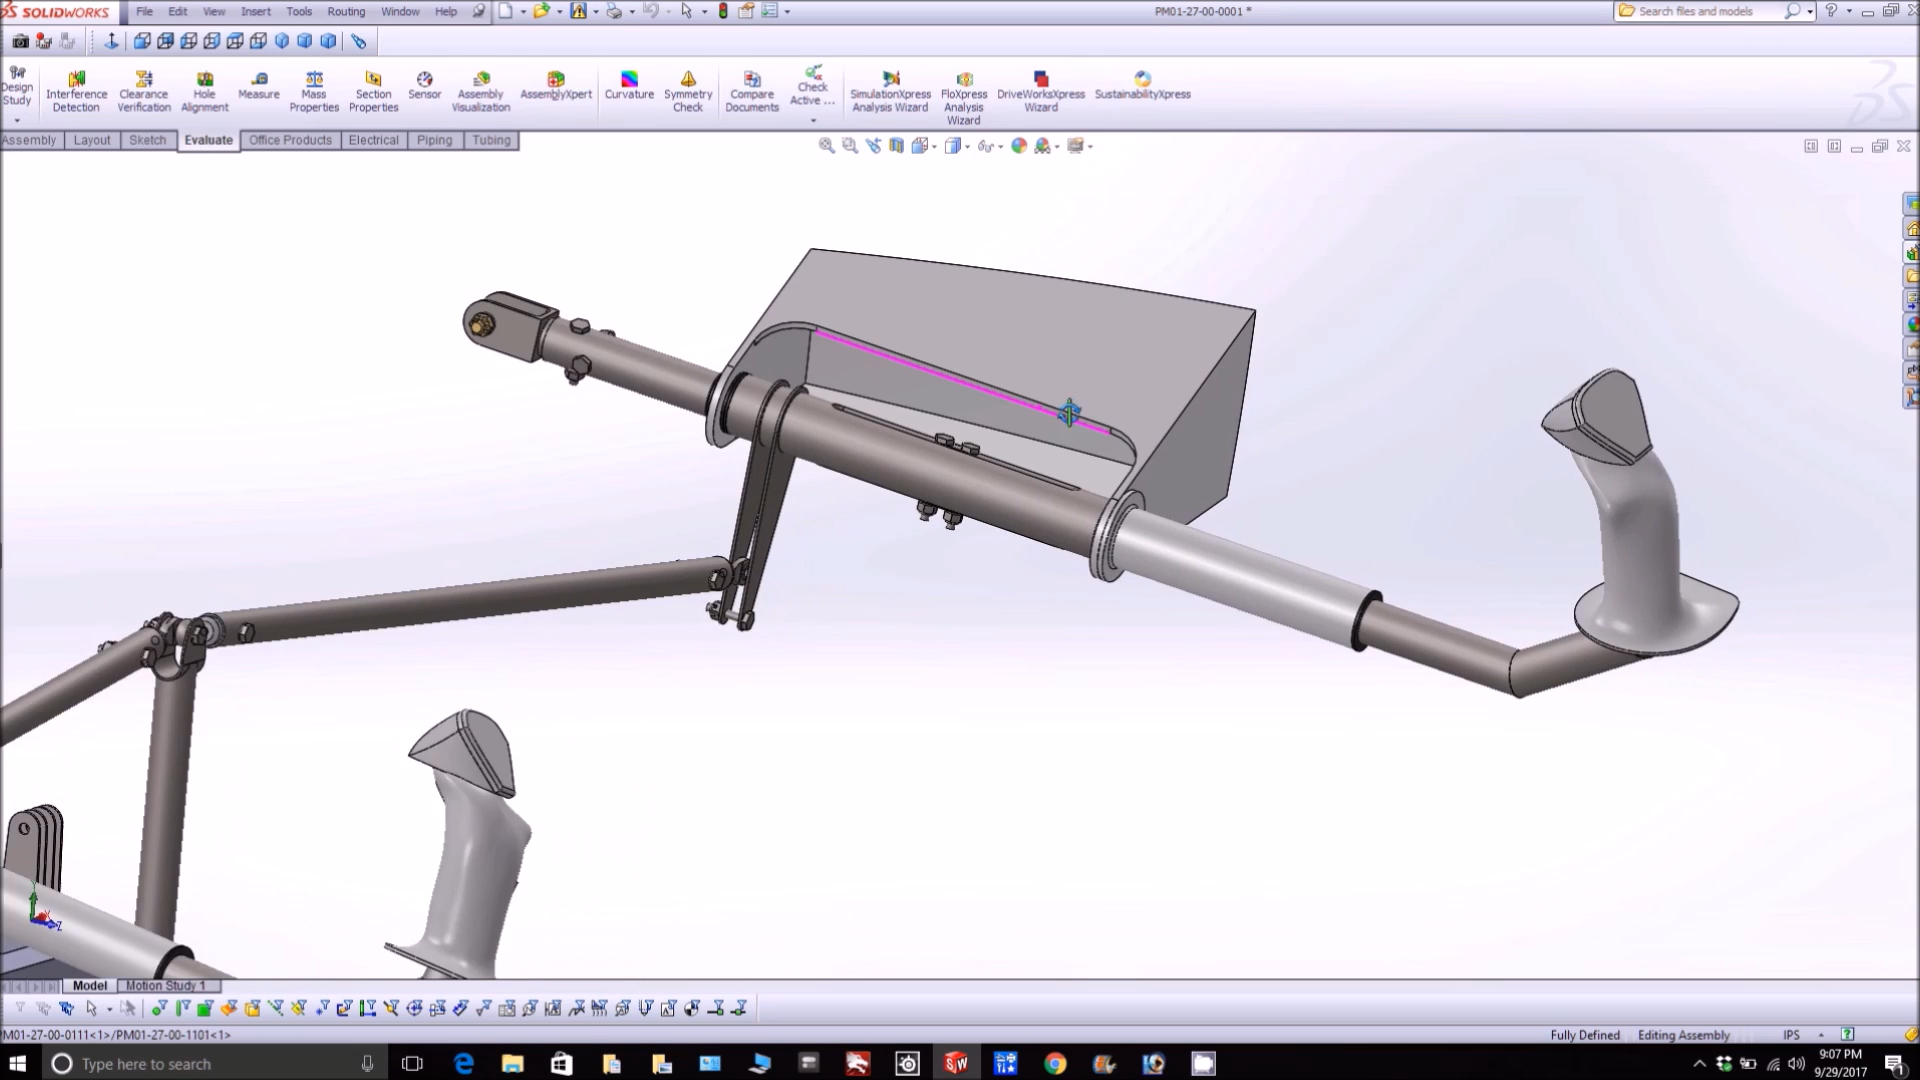 SOLIDWORKS File Edit View Insert Tools Routing Window Help PM01-27-00-0001 * Search files and models
Design Study
Interference Detection
Clearance Verification
Hole Alignment
Measure
Mass Properties
Section Properties
Sensor
Assembly Visualization
AssemblyXpert
Curvature
Symmetry Check
Compare Documents
Check Active ...
SimulationXpress Analysis Wizard
FloXpress Analysis Wizard
DriveWorksXpress Wizard
SustainabilityXpress
Assembly Layout Sketch Evaluate Office Products Electrical Piping Tubing
Z
Model Motion Study 1
M01-27-00-0111<1>/PM01-27-00-1101<1> Fully Defined Editing Assembly IPS
Type here to search
9:07 PM
9/29/2017